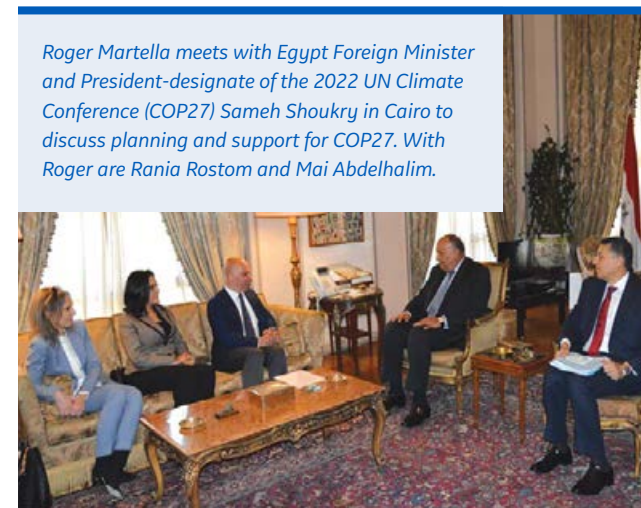 Roger Martella meets with Egypt Foreign Minister
and President-designate of the 2022 UN Climate
Conference (COP27) Sameh Shoukry in Cairo to
discuss planning and support for COP27. With
Roger are Rania Rostom and Mai Abdelhalim.